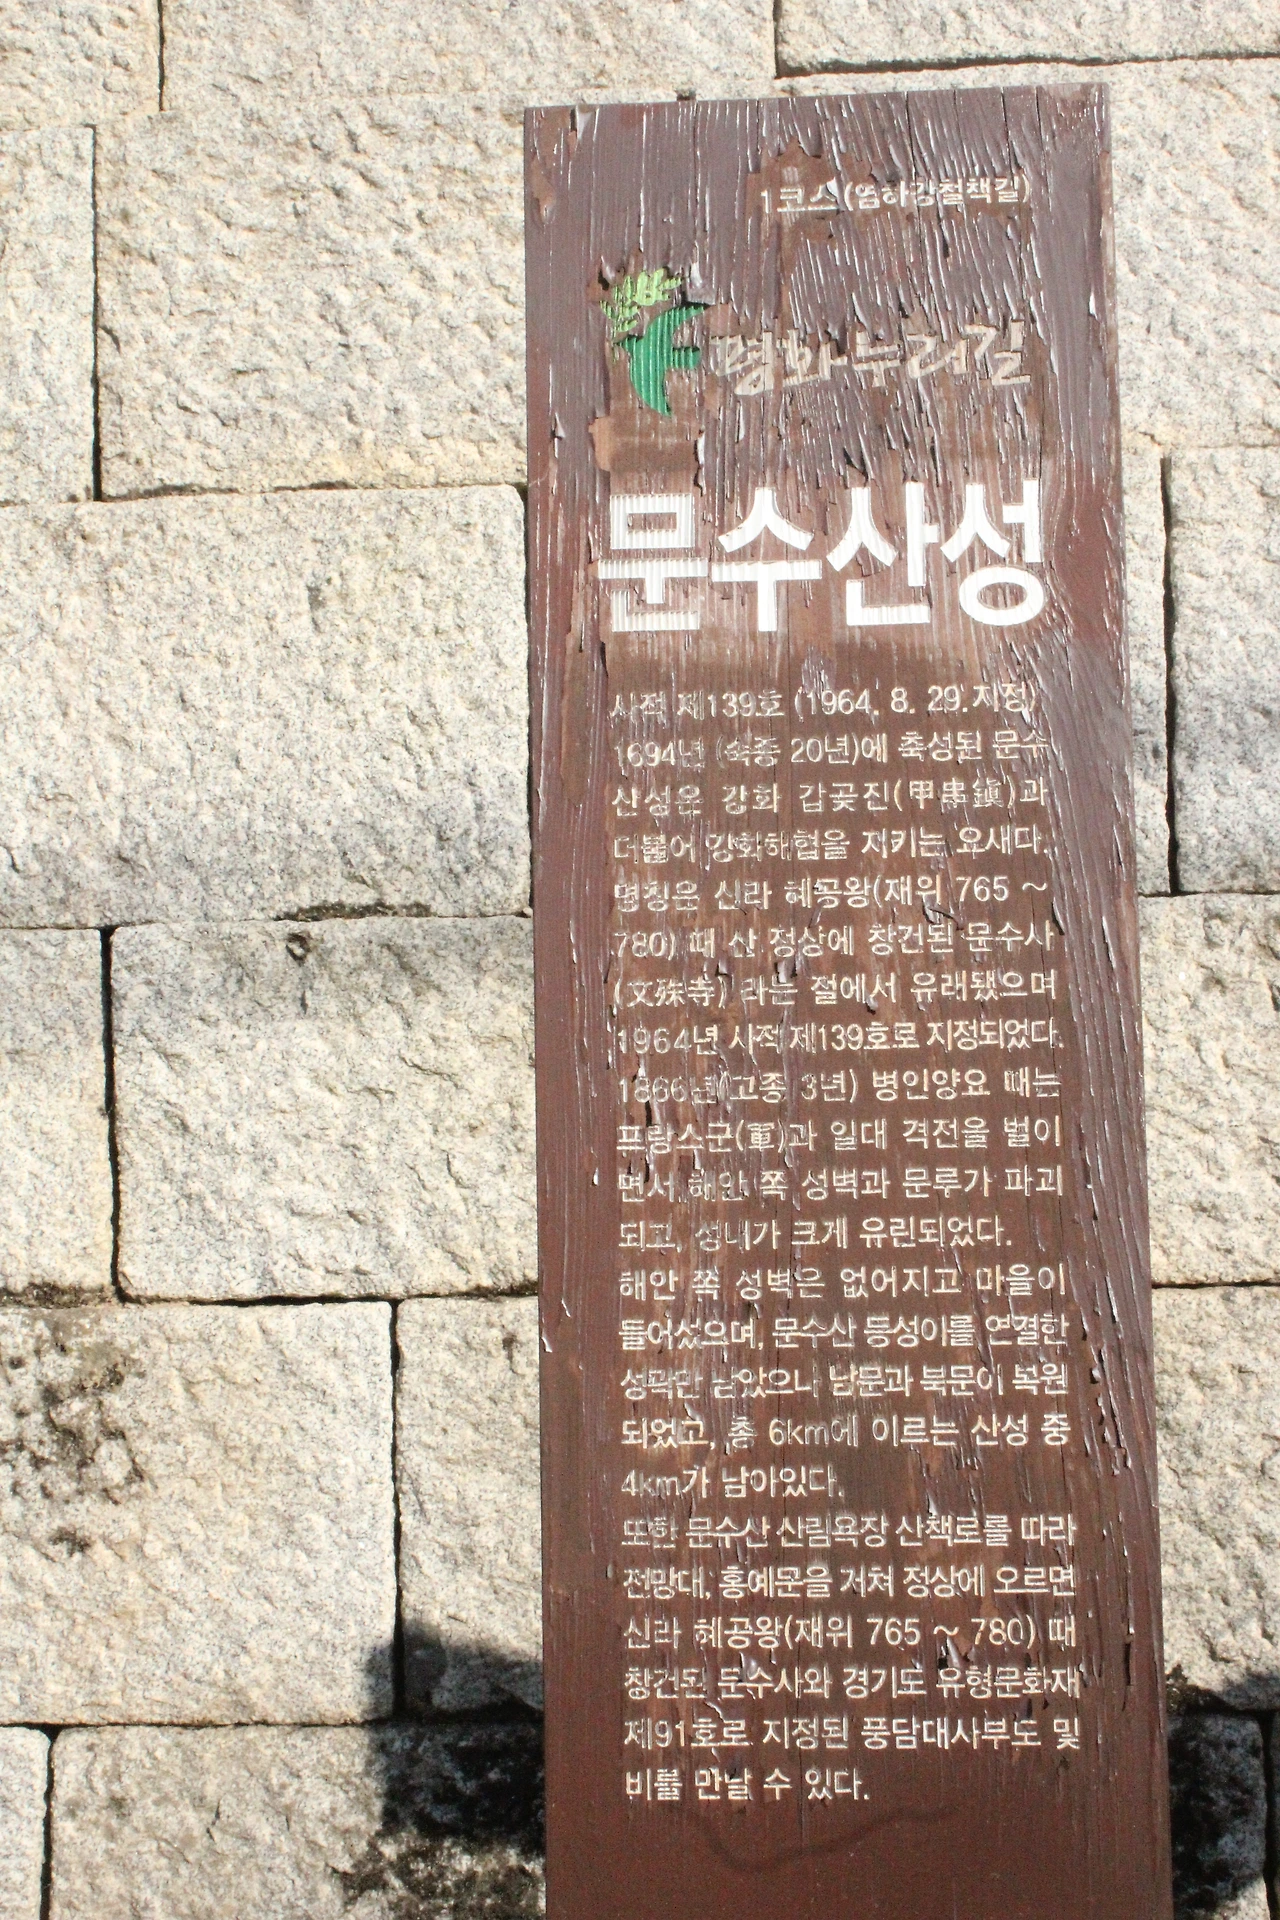 1코스(염하강철책길)
평화누리길
문수산성
사적 제139호 (1964. 8. 29.지정)
1694년 (숙종 20년)에 축성된 문수
산성은 강화 갑곶진(甲串鎭)과
더불어 강화해협을 지키는 요새다.
명칭은 신라 혜공왕(재위 765 ~
780) 때 산 정상에 창건된 문수사
(文殊寺) 라는 절에서 유래됐으며
1964년 사적 제139호로 지정되었다.
1866년(고종 3년) 병인양요 때는
프랑스군(軍)과 일대 격전을 벌이
면서 해안 쪽 성벽과 문루가 파괴
되고, 성내가 크게 유린되었다.
해안 쪽 성벽은 없어지고 마을이
들어섰으며, 문수산 등성이를 연결한
성곽만 남았으나 남문과 북문이 복원
되었고, 총 6km에 이르는 산성 중
4km가 남아있다.
또한 문수산 산림욕장 산책로를 따라
전망대, 홍예문을 거쳐 정상에 오르면
신라 혜공왕(재위 765 ~ 780) 때
창건된 문수사와 경기도 유형문화재
제91호로 지정된 풍담대사부도 및
비를 만날 수 있다.